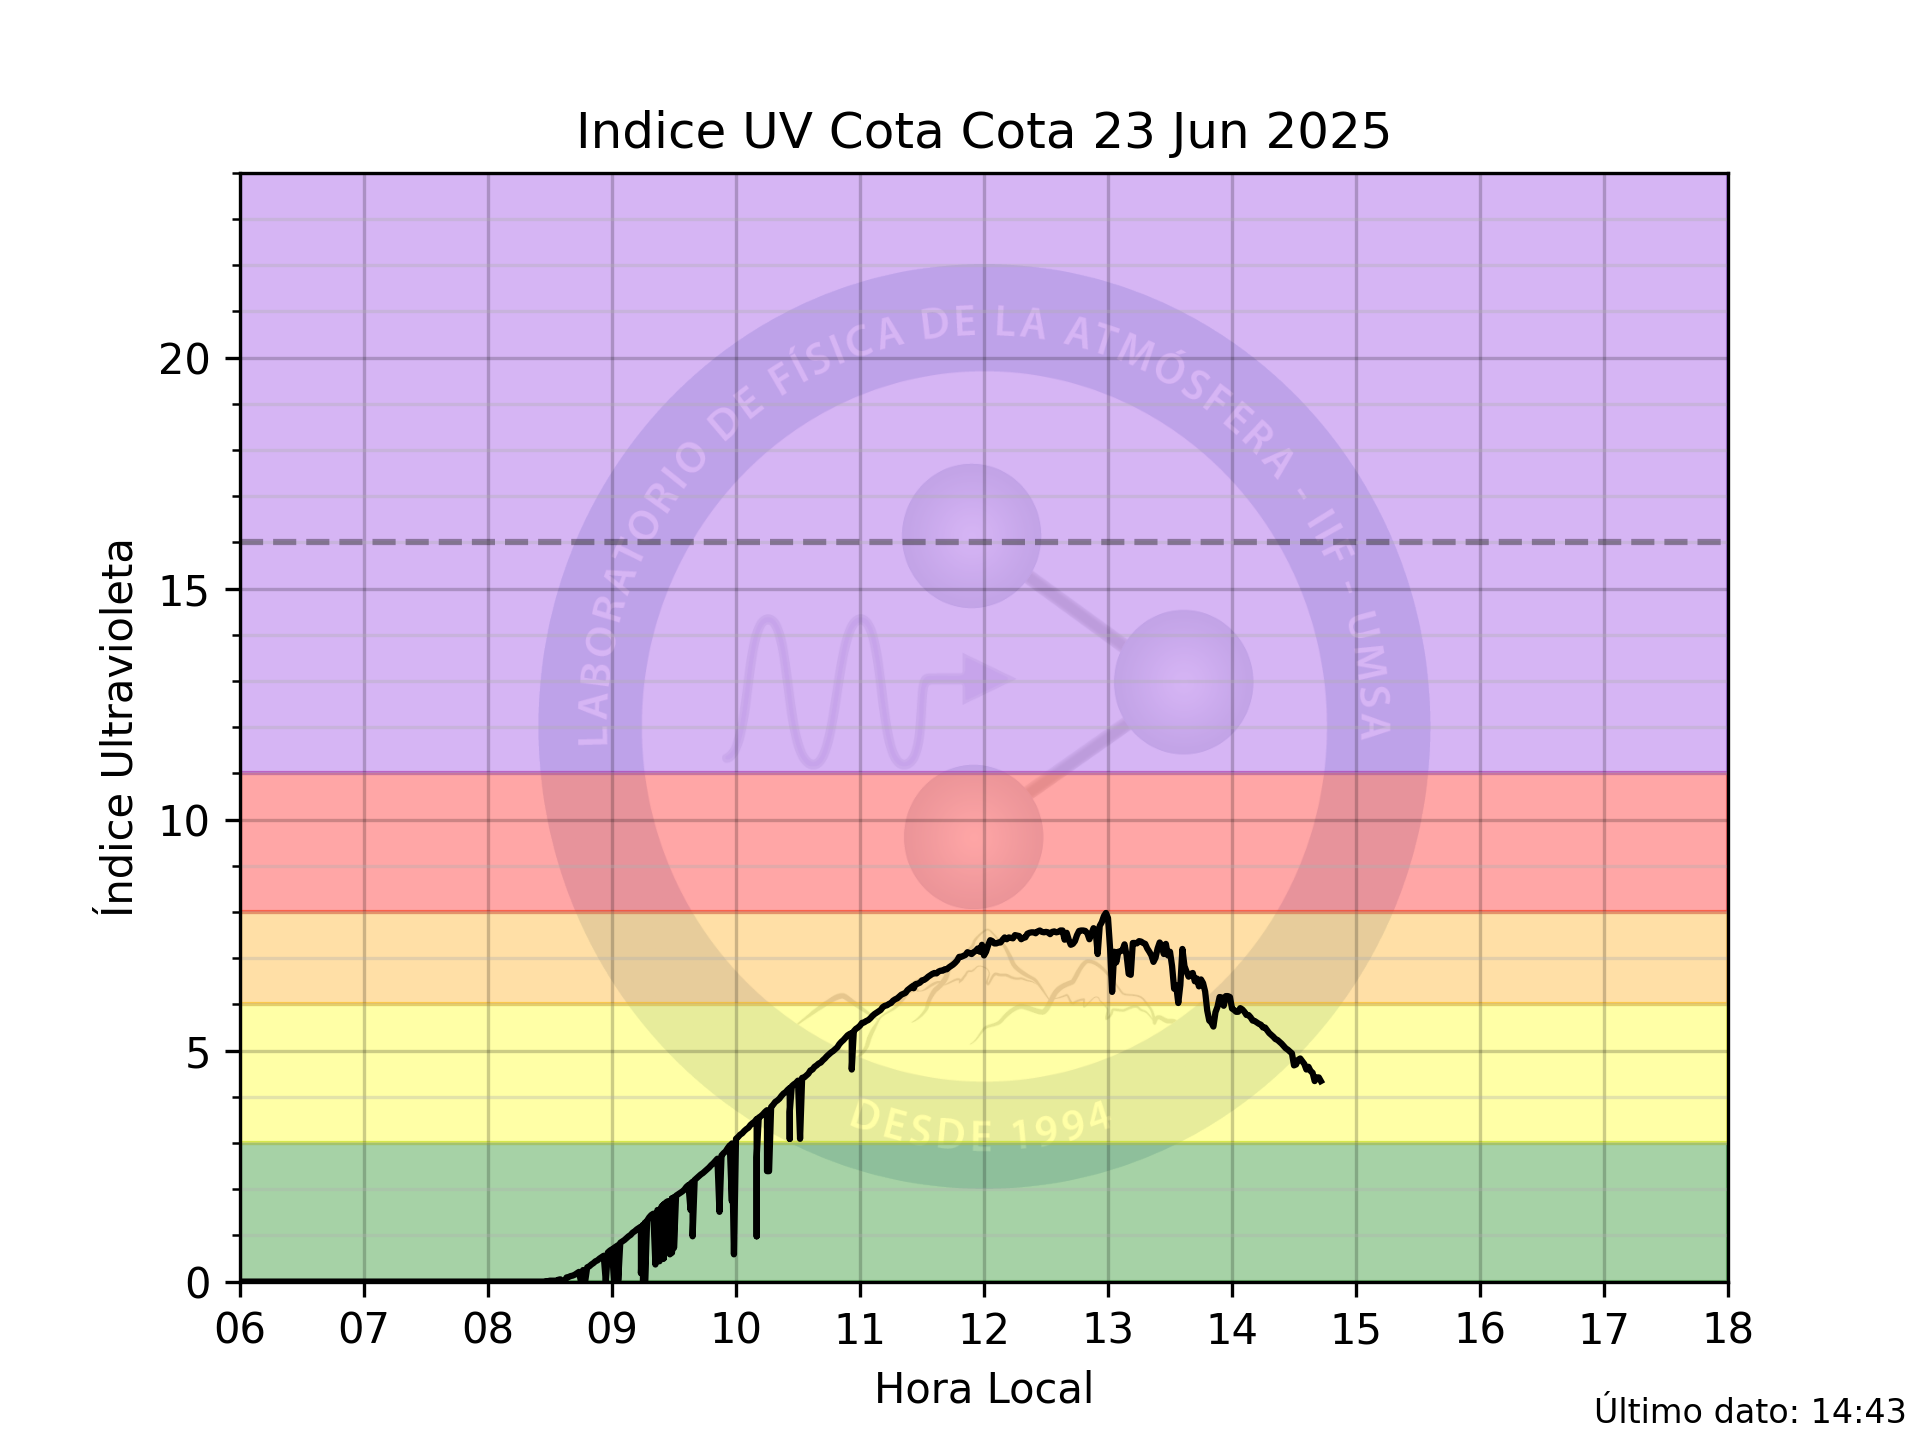 Indice UV Cota Cota 23 Jun 2025
LABORATORIO DE FÍSICA DE LA ATMÓSFERA - IIF - UMSA
DESDE 1994
Índice Ultravioleta
20
15
10
5
0
06 07 08 09 10 11 12 13 14 15 16 17 18
Hora Local
Último dato: 14:43